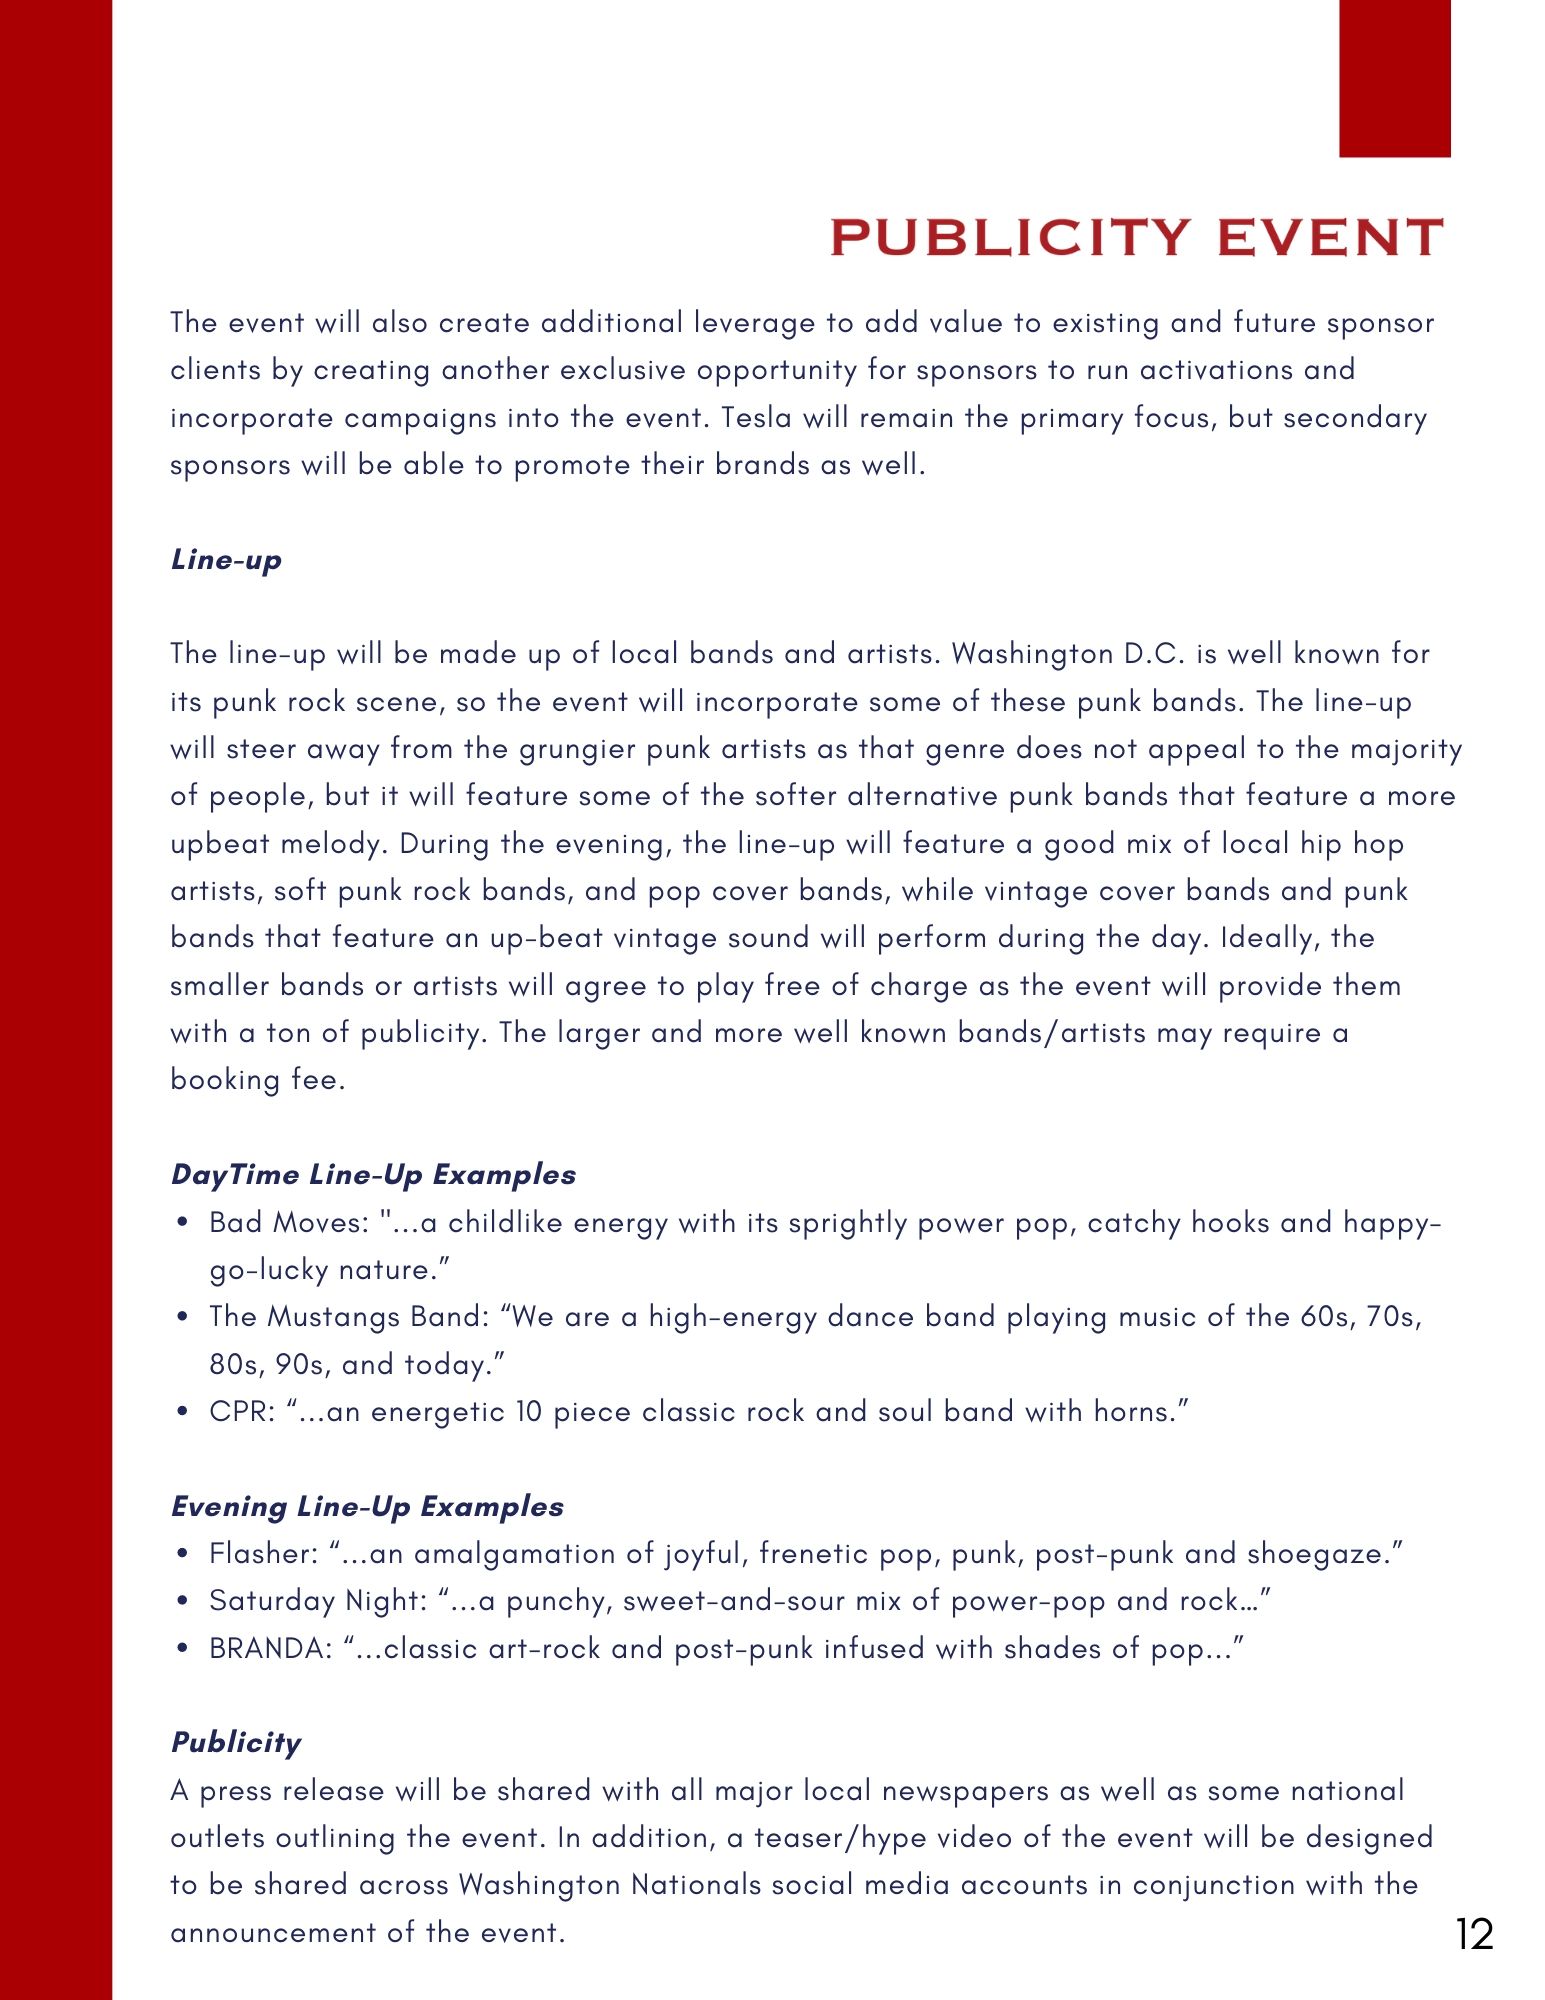 PUBLICITY EVENT
The event will also create additional leverage to add value to existing and future sponsor
clients by creating another exclusive opportunity for sponsors to run activations and
incorporate campaigns into the event. Tesla will remain the primary focus, but secondary
sponsors will be able to promote their brands as well.
Line-up
The line-up will be made up of local bands and artists. Washington D.C. is well known for
its punk rock scene, so the event will incorporate some of these punk bands. The line-up
will steer away from the grungier punk artists as that genre does not appeal to the majority
of people, but it will feature some of the softer alternative punk bands that feature a more
upbeat melody. During the evening, the line-up will feature a good mix of local hip hop
artists, soft punk rock bands, and pop cover bands, while vintage cover bands and punk
bands that feature an up-beat vintage sound will perform during the day. Ideally, the
smaller bands or artists will agree to play free of charge as the event will provide them
with a ton of publicity. The larger and more well known bands/artists may require a
booking fee.
DayTime Line-Up Examples
• Bad Moves: "...a childlike energy with its sprightly power pop, catchy hooks and happy-
go-lucky nature.”
• The Mustangs Band: “We are a high-energy dance band playing music of the 60s, 70s,
80s, 90s, and today.”
• CPR: “...an energetic 10 piece classic rock and soul band with horns.”
Evening Line-Up Examples
• Flasher: “...an amalgamation of joyful, frenetic pop, punk, post-punk and shoegaze.”
• Saturday Night: “...a punchy, sweet-and-sour mix of power-pop and rock…”
• BRANDA: “...classic art-rock and post-punk infused with shades of pop...”
Publicity
A press release will be shared with all major local newspapers as well as some national
outlets outlining the event. In addition, a teaser/hype video of the event will be designed
to be shared across Washington Nationals social media accounts in conjunction with the
announcement of the event.
12